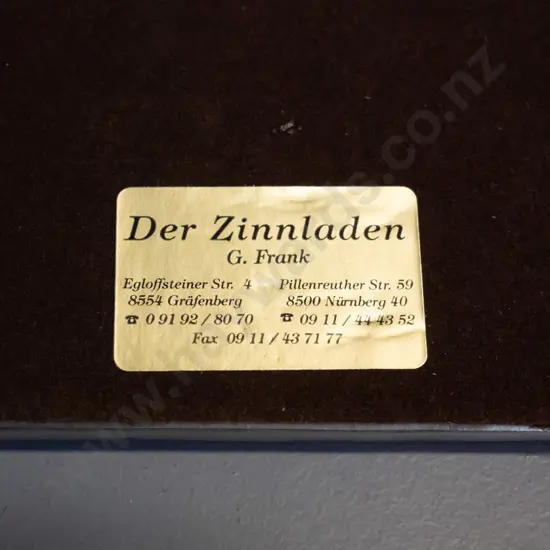 Der Zinnladen
G. Frank
Egloffsteiner Str. 4 Pillenreuther Str. 59
8554 Gräfenberg 8500 Nürnberg 40
☎ 0 91 92 / 80 70 ☎ 09 11 / 44 43 52
Fax 09 11 / 43 71 77